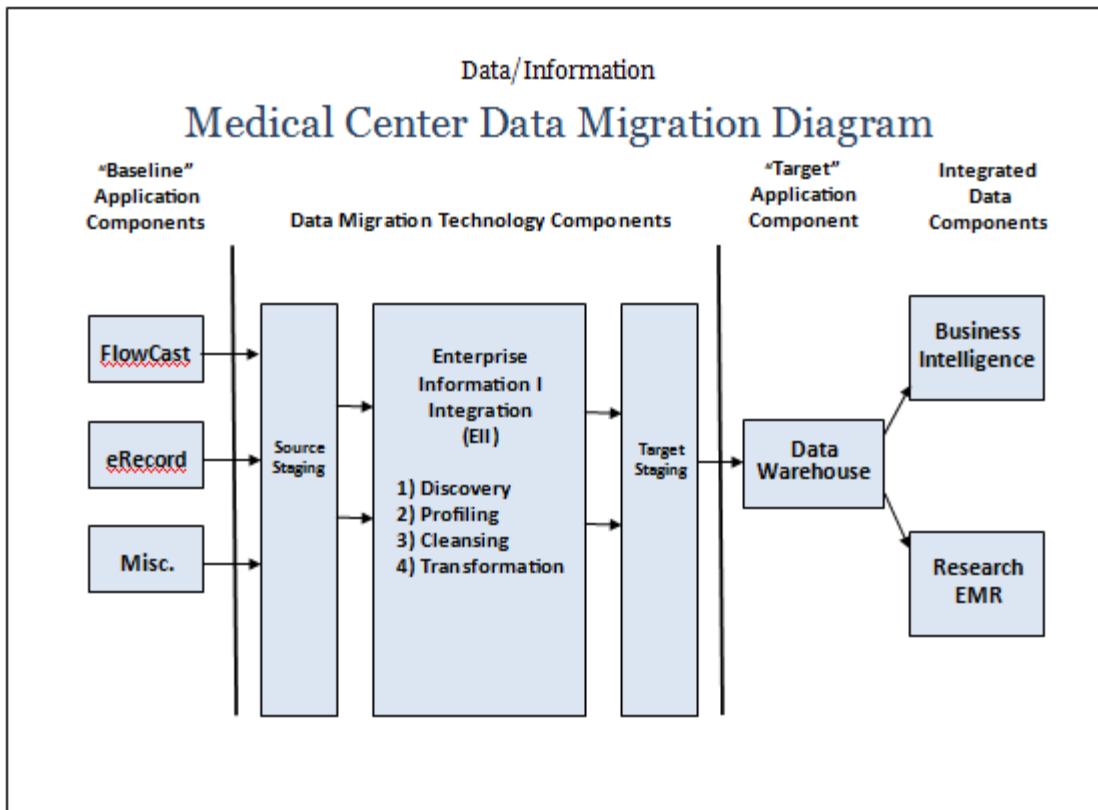 Data/Information
Medical Center Data Migration Diagram
“Baseline”
Application
Components
Data Migration Technology Components
“Target”
Application
Component
Integrated
Data
Components
FlowCast
eRecord
Misc.
Source
Staging
Enterprise
Information I
Integration
(EII)
1) Discovery
2) Profiling
3) Cleansing
4) Transformation
Target
Staging
Data
Warehouse
Business
Intelligence
Research
EMR